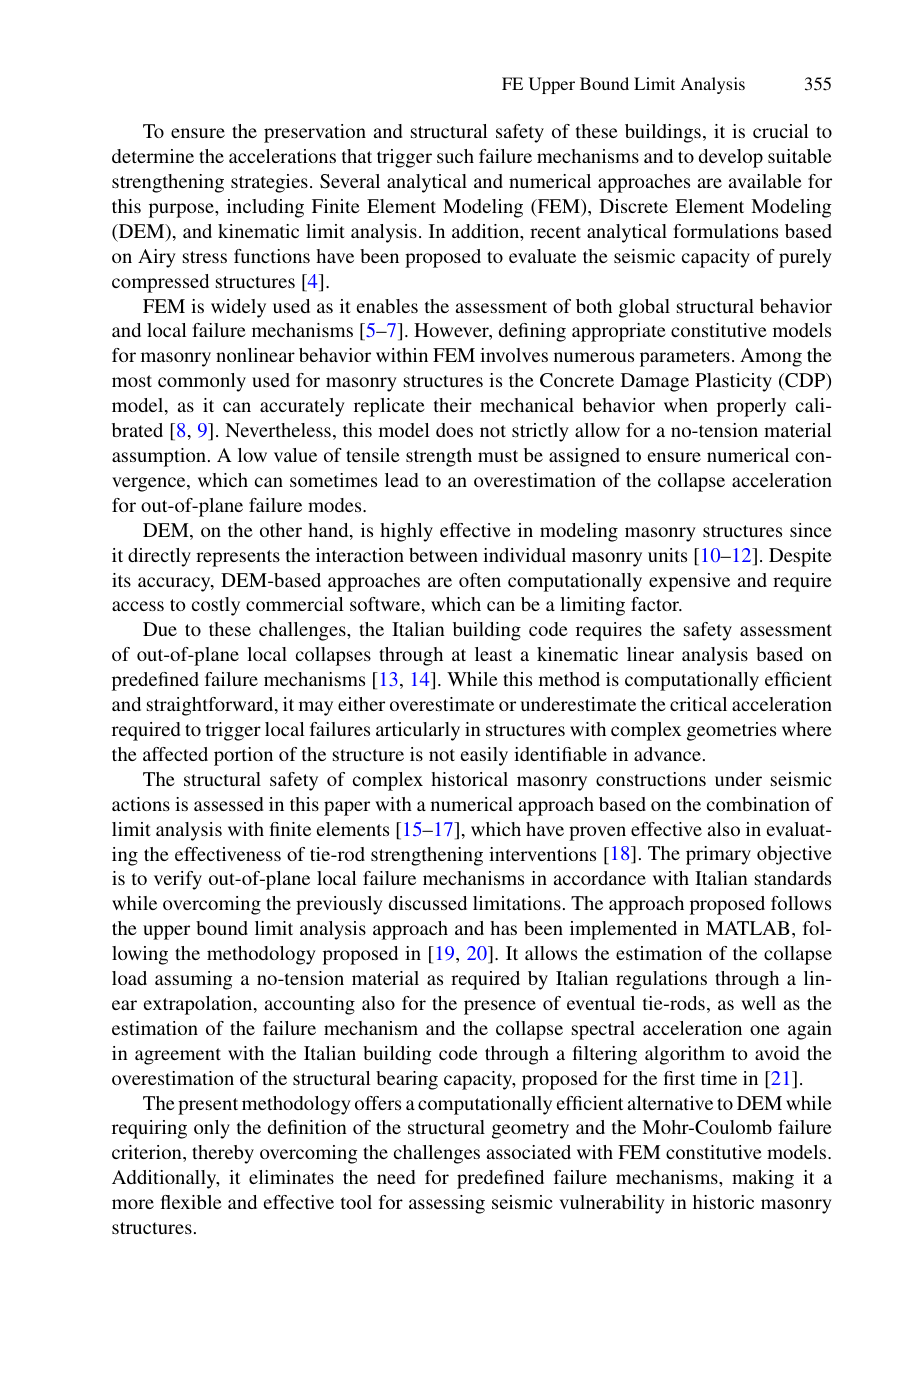 FE Upper Bound Limit Analysis 355
To ensure the preservation and structural safety of these buildings, it is crucial to
determine the accelerations that trigger such failure mechanisms and to develop suitable
strengthening strategies. Several analytical and numerical approaches are available for
this purpose, including Finite Element Modeling (FEM), Discrete Element Modeling
(DEM), and kinematic limit analysis. In addition, recent analytical formulations based
on Airy stress functions have been proposed to evaluate the seismic capacity of purely
compressed structures [4].
FEM is widely used as it enables the assessment of both global structural behavior
and local failure mechanisms [5–7]. However, defining appropriate constitutive models
for masonry nonlinear behavior within FEM involves numerous parameters. Among the
most commonly used for masonry structures is the Concrete Damage Plasticity (CDP)
model, as it can accurately replicate their mechanical behavior when properly cali-
brated [8, 9]. Nevertheless, this model does not strictly allow for a no-tension material
assumption. A low value of tensile strength must be assigned to ensure numerical con-
vergence, which can sometimes lead to an overestimation of the collapse acceleration
for out-of-plane failure modes.
DEM, on the other hand, is highly effective in modeling masonry structures since
it directly represents the interaction between individual masonry units [10–12]. Despite
its accuracy, DEM-based approaches are often computationally expensive and require
access to costly commercial software, which can be a limiting factor.
Due to these challenges, the Italian building code requires the safety assessment
of out-of-plane local collapses through at least a kinematic linear analysis based on
predefined failure mechanisms [13, 14]. While this method is computationally efficient
and straightforward, it may either overestimate or underestimate the critical acceleration
required to trigger local failures articularly in structures with complex geometries where
the affected portion of the structure is not easily identifiable in advance.
The structural safety of complex historical masonry constructions under seismic
actions is assessed in this paper with a numerical approach based on the combination of
limit analysis with finite elements [15–17], which have proven effective also in evaluat-
ing the effectiveness of tie-rod strengthening interventions [18]. The primary objective
is to verify out-of-plane local failure mechanisms in accordance with Italian standards
while overcoming the previously discussed limitations. The approach proposed follows
the upper bound limit analysis approach and has been implemented in MATLAB, fol-
lowing the methodology proposed in [19, 20]. It allows the estimation of the collapse
load assuming a no-tension material as required by Italian regulations through a lin-
ear extrapolation, accounting also for the presence of eventual tie-rods, as well as the
estimation of the failure mechanism and the collapse spectral acceleration one again
in agreement with the Italian building code through a filtering algorithm to avoid the
overestimation of the structural bearing capacity, proposed for the first time in [21].
The present methodology offers a computationally efficient alternative to DEM while
requiring only the definition of the structural geometry and the Mohr-Coulomb failure
criterion, thereby overcoming the challenges associated with FEM constitutive models.
Additionally, it eliminates the need for predefined failure mechanisms, making it a
more flexible and effective tool for assessing seismic vulnerability in historic masonry
structures.